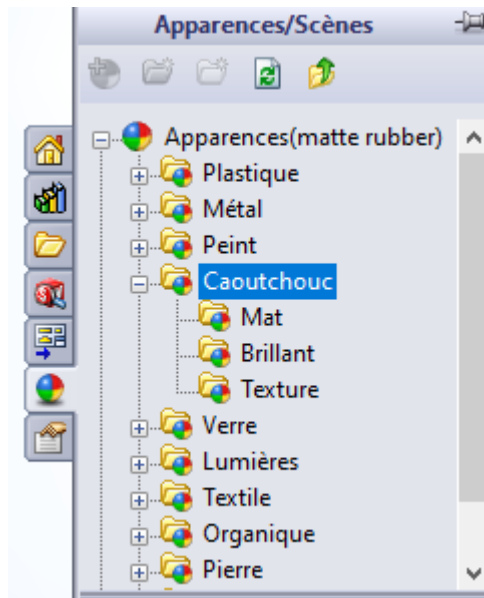 Apparences/Scènes
Apparences(matte rubber)
Plastique
Métal
Peint
Caoutchouc
Mat
Brillant
Texture
Verre
Lumières
Textile
Organique
Pierre